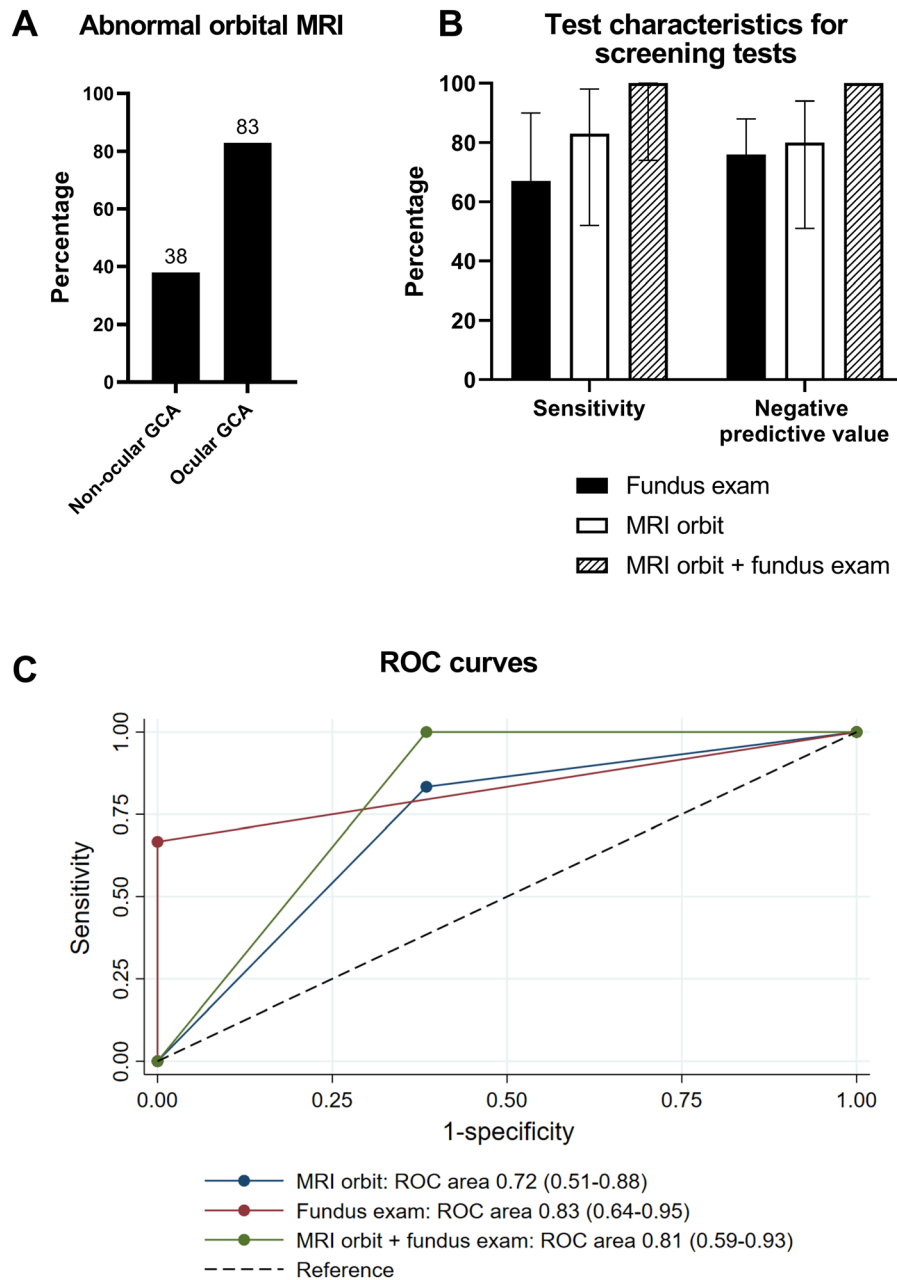 A Abnormal orbital MRI
100
80
60
40
20
0
Percentage
38
83
Non-ocular GCA
Ocular GCA
B Test characteristics for
screening tests
100
80
60
40
20
0
Percentage
Sensitivity
Negative
predictive value
Fundus exam
MRI orbit
MRI orbit + fundus exam
C ROC curves
1.00
0.75
0.50
0.25
0.00
Sensitivity
0.00 0.25 0.50 0.75 1.00
1-specificity
MRI orbit: ROC area 0.72 (0.51-0.88)
Fundus exam: ROC area 0.83 (0.64-0.95)
MRI orbit + fundus exam: ROC area 0.81 (0.59-0.93)
Reference